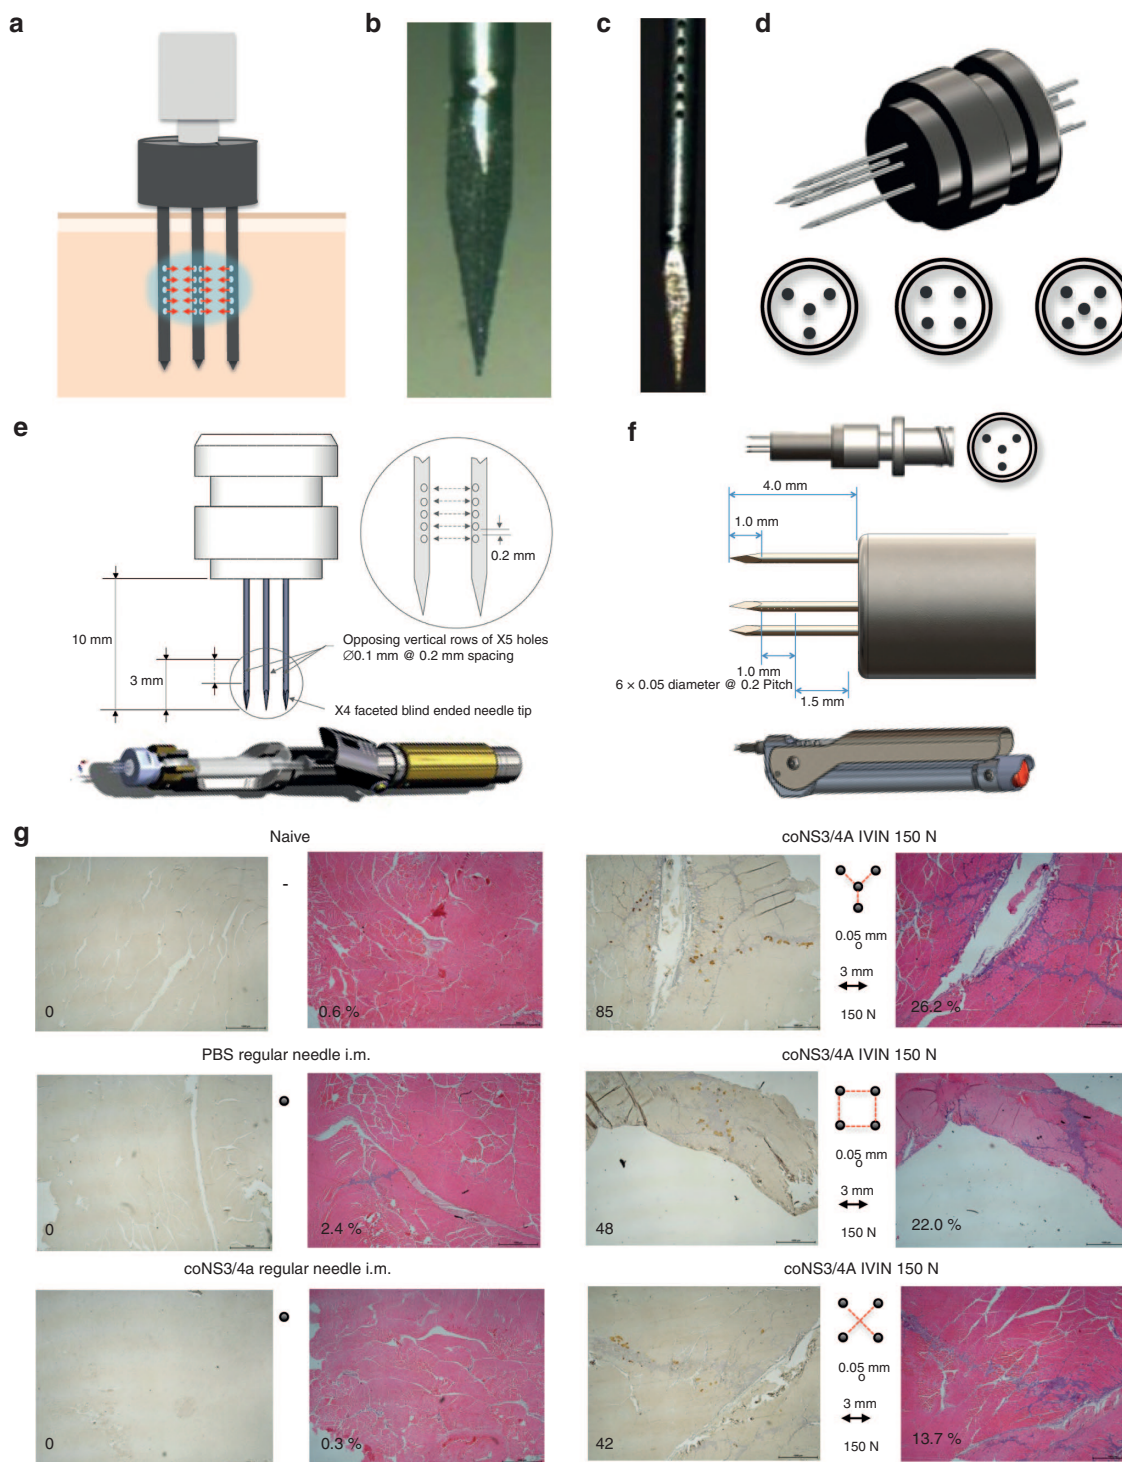 a
b
c
d
e
10 mm
3 mm
0.2 mm
Opposing vertical rows of X5 holes
Ø0.1 mm @ 0.2 mm spacing
X4 faceted blind ended needle tip
f
4.0 mm
1.0 mm
1.0 mm
6 × 0.05 diameter @ 0.2 Pitch
1.5 mm
g
Naive
0
-
0.6 %
coNS3/4A IVIN 150 N
85
0.05 mm
3 mm
150 N
26.2 %
PBS regular needle i.m.
0
2.4 %
coNS3/4A IVIN 150 N
48
0.05 mm
3 mm
150 N
22.0 %
coNS3/4a regular needle i.m.
0
0.3 %
coNS3/4A IVIN 150 N
42
0.05 mm
3 mm
150 N
13.7 %